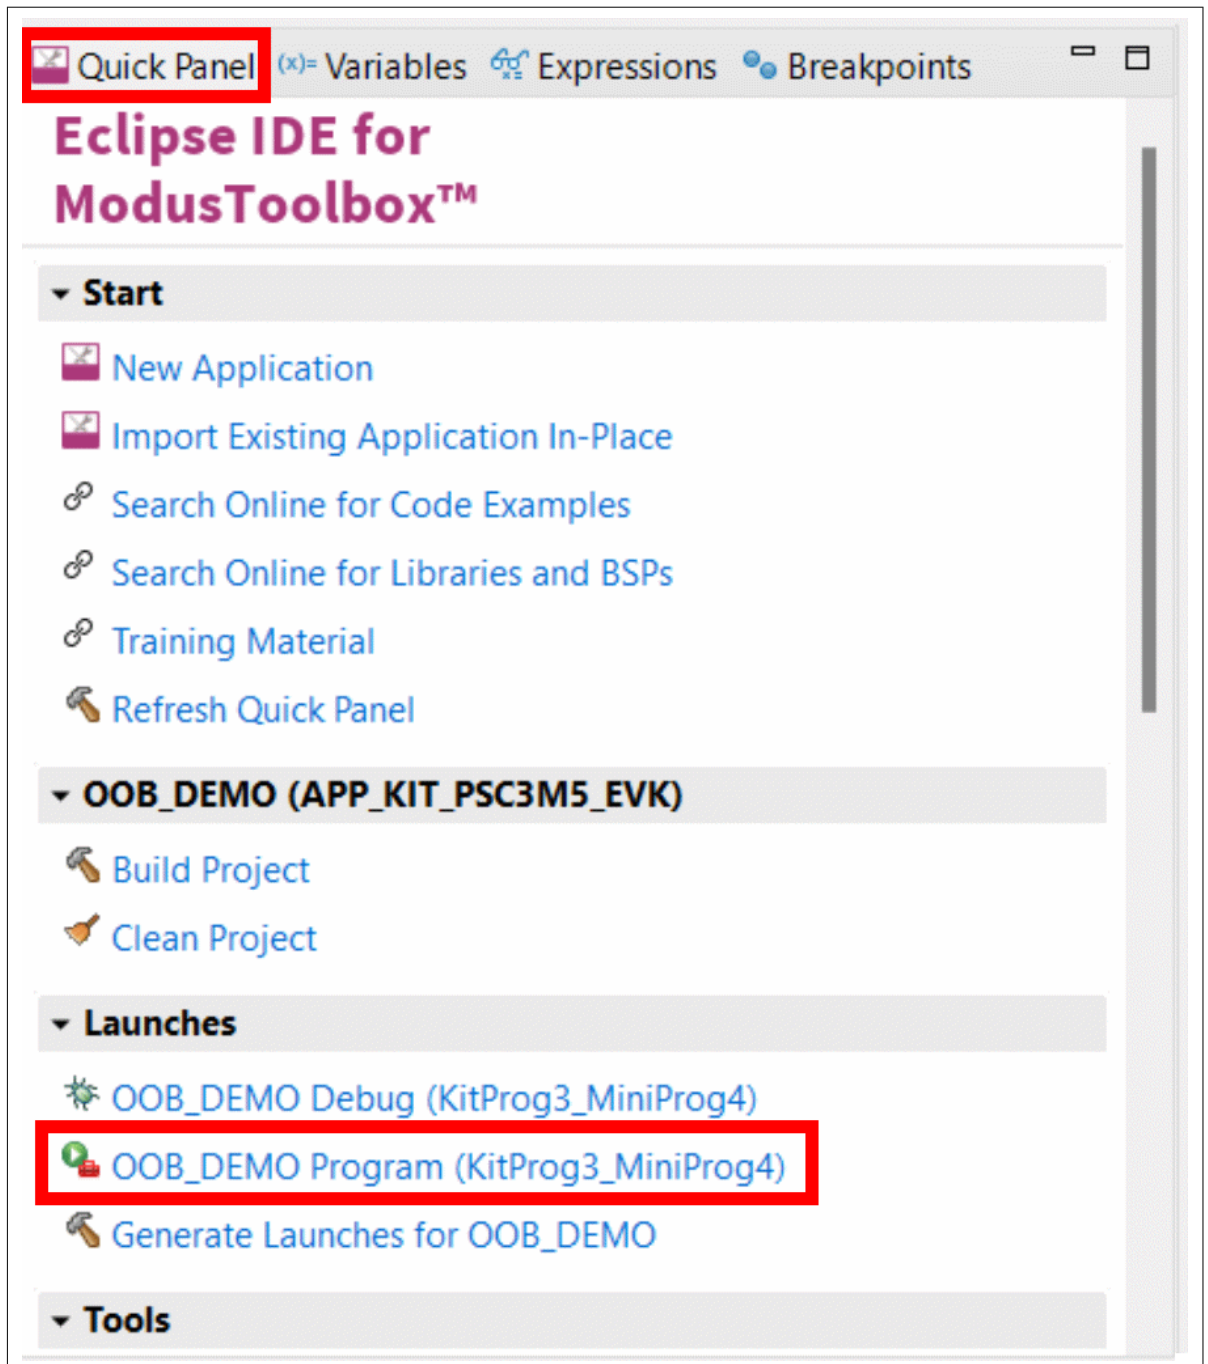 Quick Panel (x)= Variables Expressions Breakpoints
Eclipse IDE for
ModusToolbox™
Start
New Application
Import Existing Application In-Place
Search Online for Code Examples
Search Online for Libraries and BSPs
Training Material
Refresh Quick Panel
OOB_DEMO (APP_KIT_PSC3M5_EVK)
Build Project
Clean Project
Launches
OOB_DEMO Debug (KitProg3_MiniProg4)
OOB_DEMO Program (KitProg3_MiniProg4)
Generate Launches for OOB_DEMO
Tools